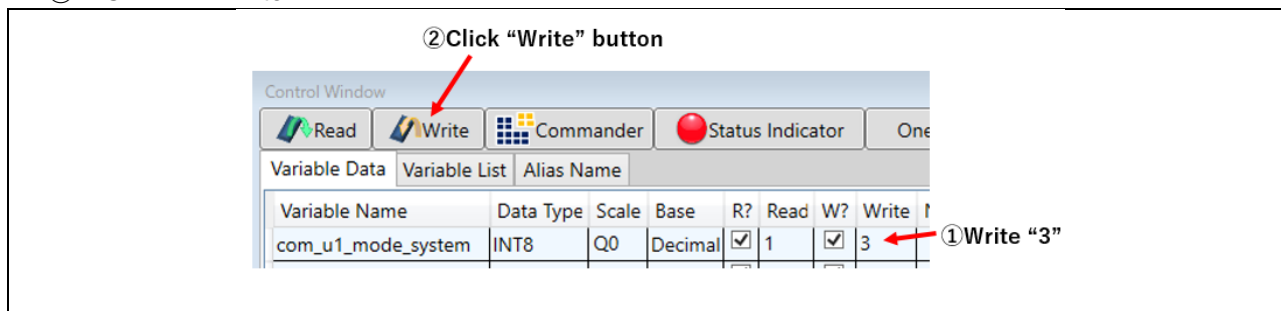 ②Click “Write” button
Control Window
Read Write Commander Status Indicator
Variable Data Variable List Alias Name
Variable Name Data Type Scale Base R? Read W? Write
com_u1_mode_system INT8 Q0 Decimal 1 3
①Write “3”